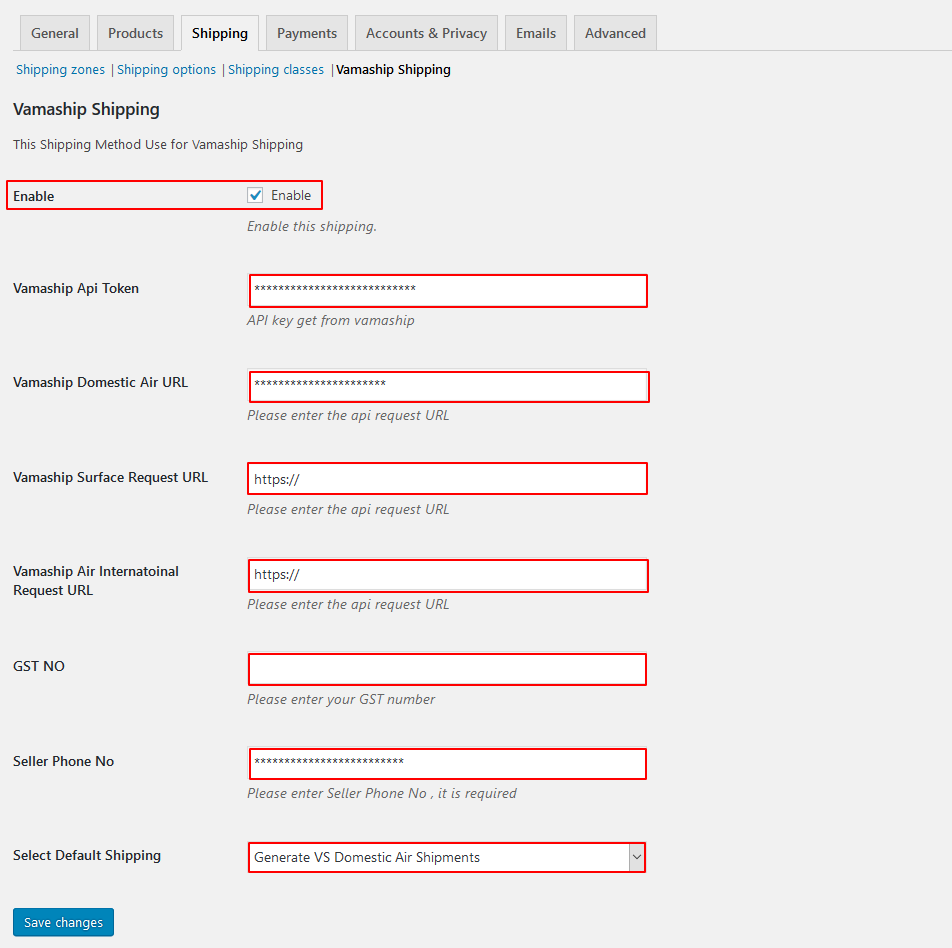 General Products Shipping Payments Accounts & Privacy Emails Advanced
Shipping zones | Shipping options | Shipping classes | Vamaship Shipping
Vamaship Shipping
This Shipping Method Use for Vamaship Shipping
Enable Enable
Enable this shipping.
Vamaship Api Token ***************************
API key get from vamaship
Vamaship Domestic Air URL **********************
Please enter the api request URL
Vamaship Surface Request URL https://
Please enter the api request URL
Vamaship Air Internatoinal
Request URL https://
Please enter the api request URL
GST NO
Please enter your GST number
Seller Phone No *************************
Please enter Seller Phone No , it is required
Select Default Shipping Generate VS Domestic Air Shipments
Save changes